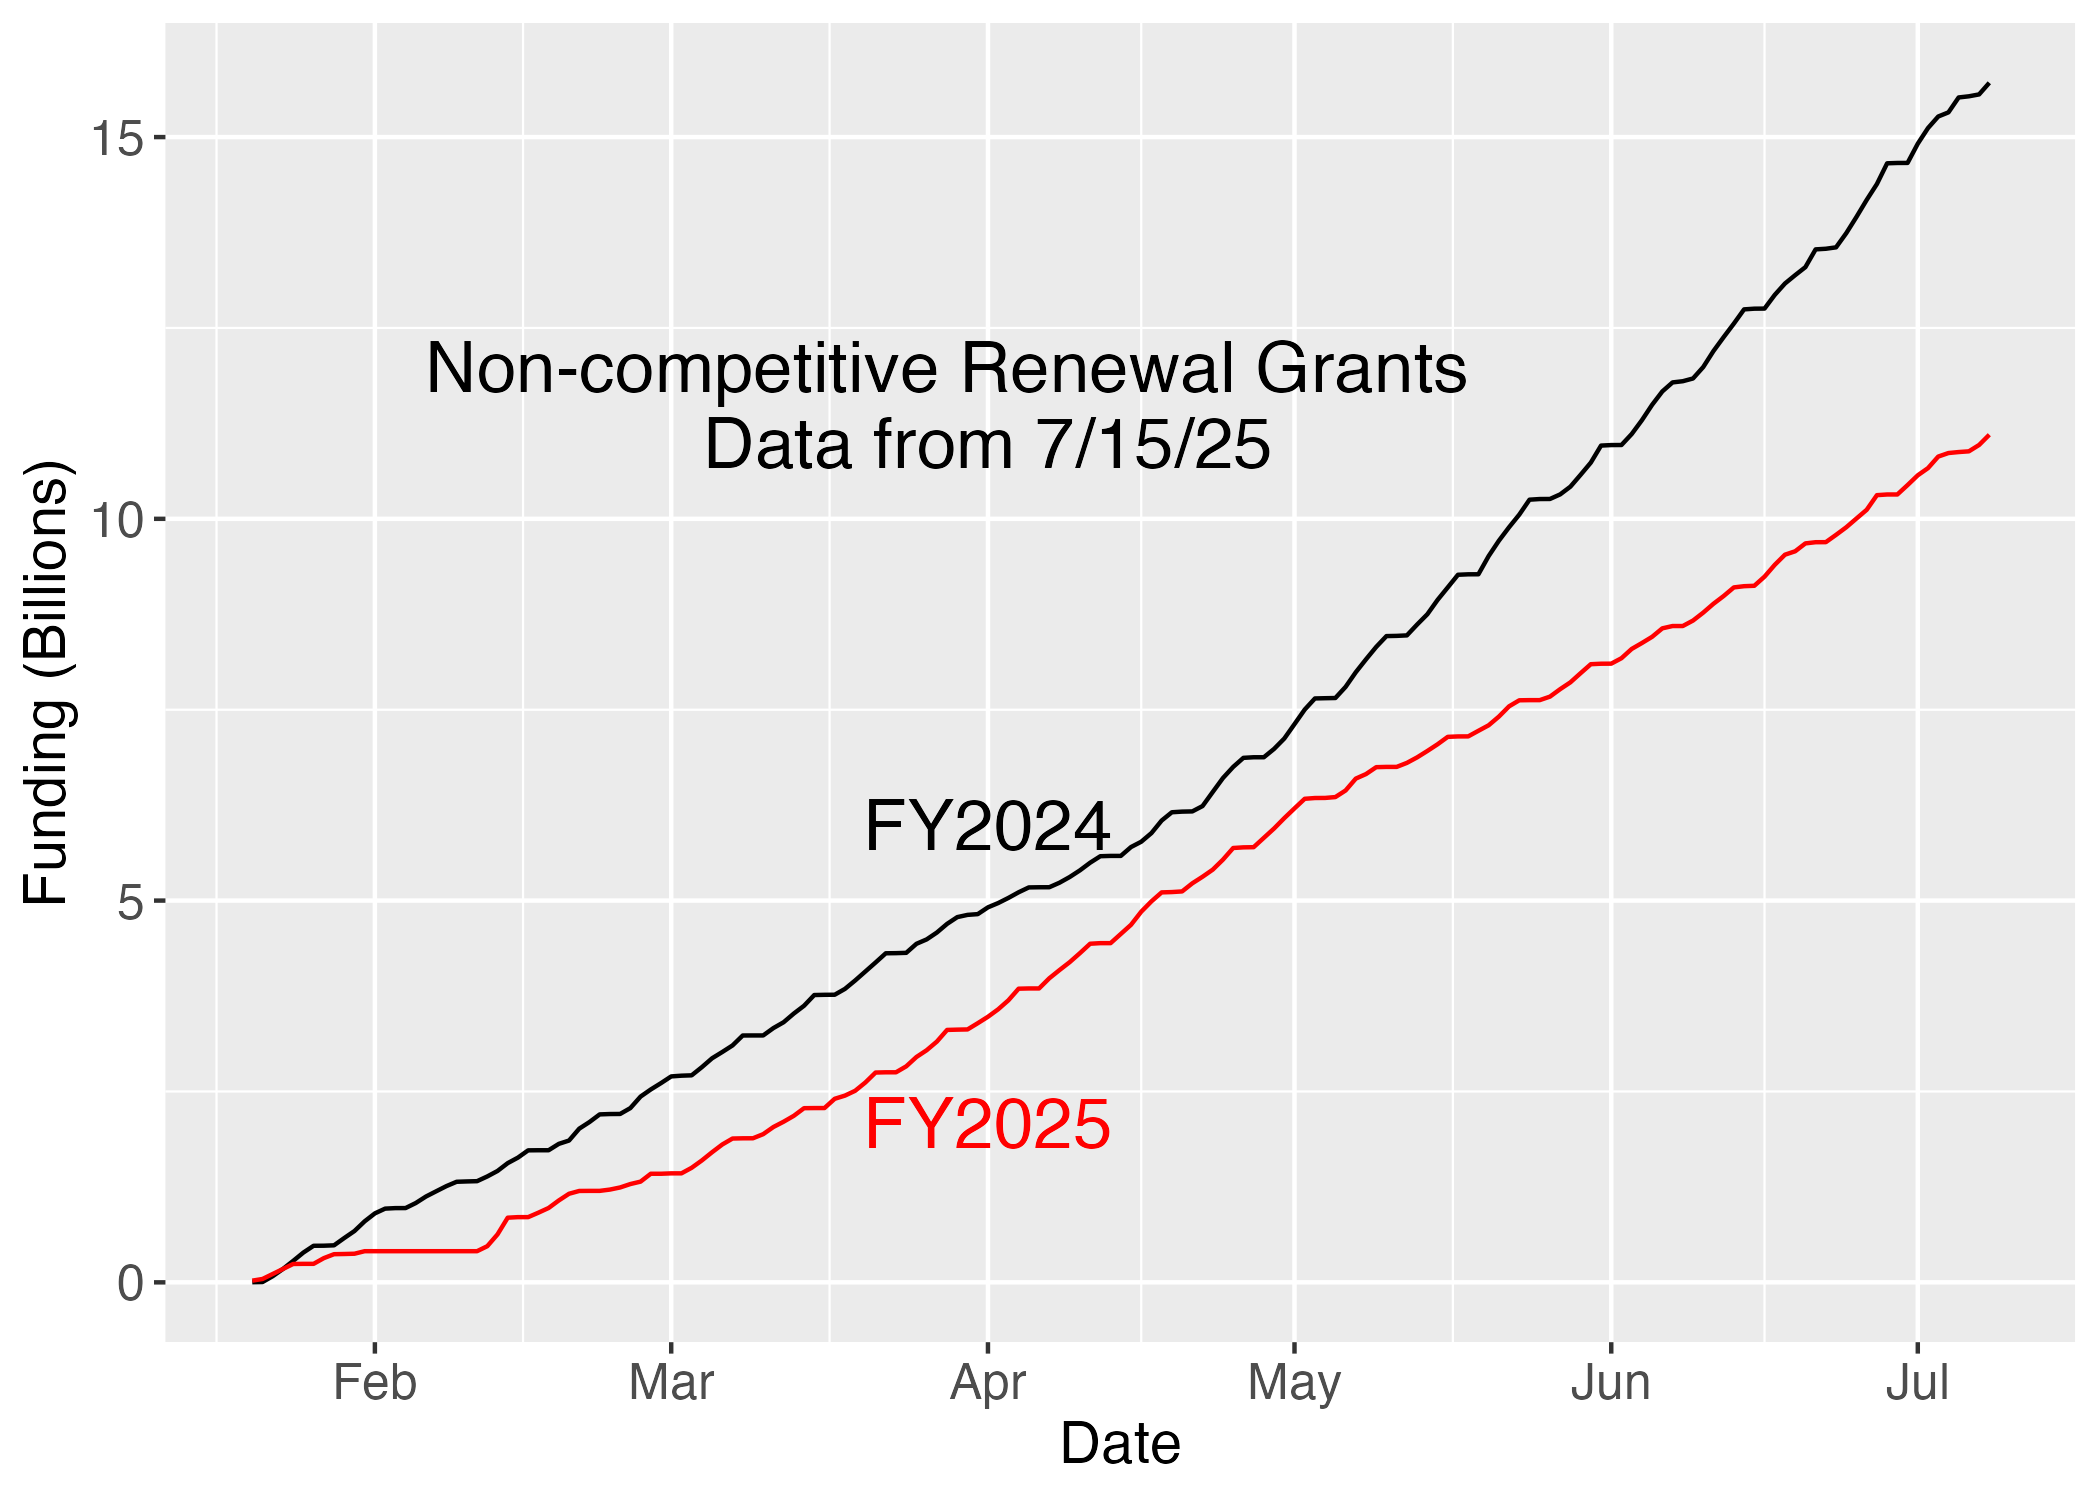 15
10
5
0
Funding (Billions)
Non-competitive Renewal Grants
Data from 7/15/25
FY2024
FY2025
Feb Mar Apr May Jun Jul
Date